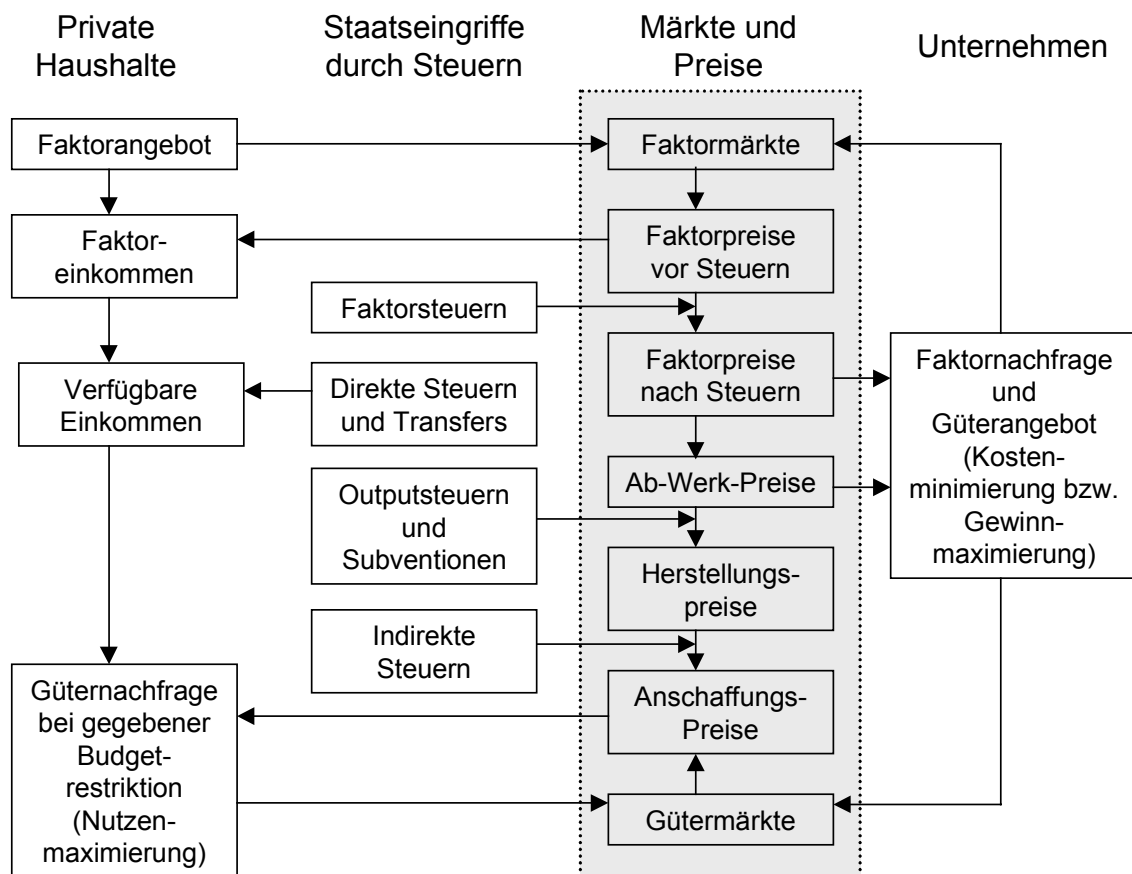 Private
Haushalte
Staatseingriffe
durch Steuern
Märkte und
Preise
Unternehmen
Faktorangebot
Faktormärkte
Faktor-
einkommen
Faktorpreise
vor Steuern
Faktorsteuern
Verfügbare
Einkommen
Direkte Steuern
und Transfers
Faktorpreise
nach Steuern
Faktornachfrage
und
Güterangebot
(Kosten-
minimierung bzw.
Gewinn-
maximierung)
Outputsteuern
und
Subventionen
Ab-Werk-Preise
Herstellungs-
preise
Indirekte
Steuern
Güternachfrage
bei gegebener
Budget-
restriktion
(Nutzen-
maximierung)
Anschaffungs-
Preise
Gütermärkte